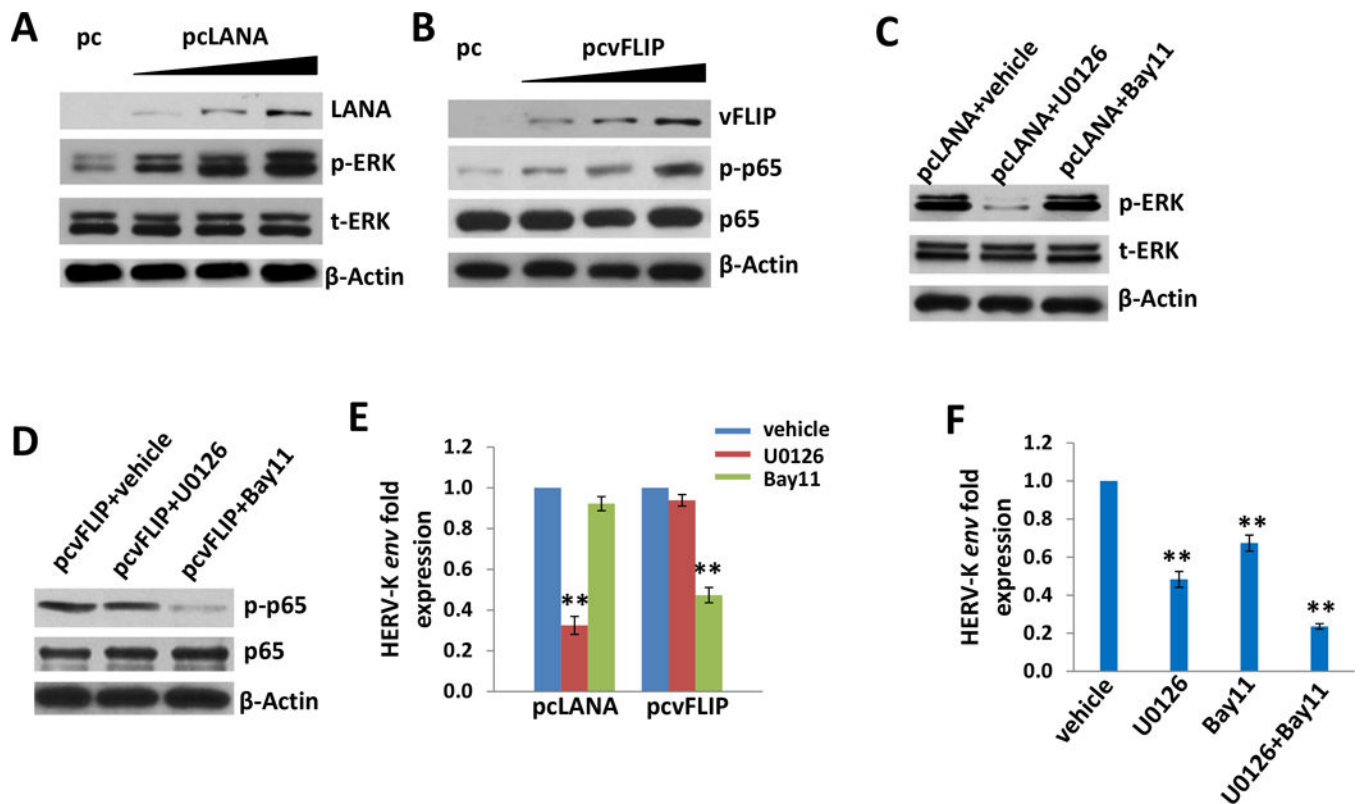 A
pc
pcLANA
LANA
p-ERK
t-ERK
β-Actin
B
pc
pcvFLIP
vFLIP
p-p65
p65
β-Actin
C
pcLANA+vehicle
pcLANA+U0126
pcLANA+Bay11
p-ERK
t-ERK
β-Actin
D
pcvFLIP+vehicle
pcvFLIP+U0126
pcvFLIP+Bay11
p-p65
p65
β-Actin
E
vehicle
U0126
Bay11
HERV-K env fold
expression
1.2
1.0
0.8
0.6
0.4
0.2
0.0
**
**
pcLANA
pcvFLIP
F
HERV-K env fold
expression
1.2
1.0
0.8
0.6
0.4
0.2
0.0
**
**
**
vehicle
U0126
Bay11
U0126+Bay11